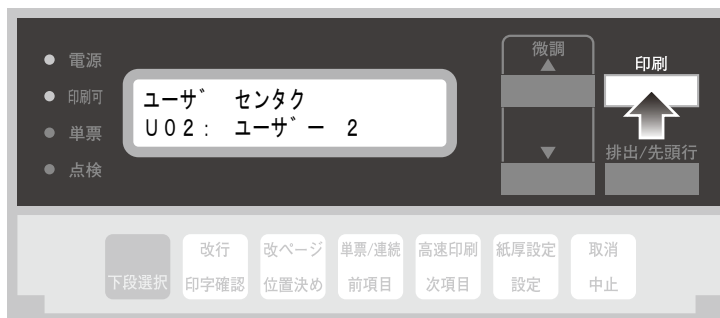 電源
印刷可
単票
点検
ユーザ゛ センタク
U02: ユーザ゛ー 2
微調
▲
▼
印刷
排出/先頭行
下段選択
改行
印字確認
改ページ
位置決め
単票/連続
前項目
高速印刷
次項目
紙厚設定
設定
取消
中止